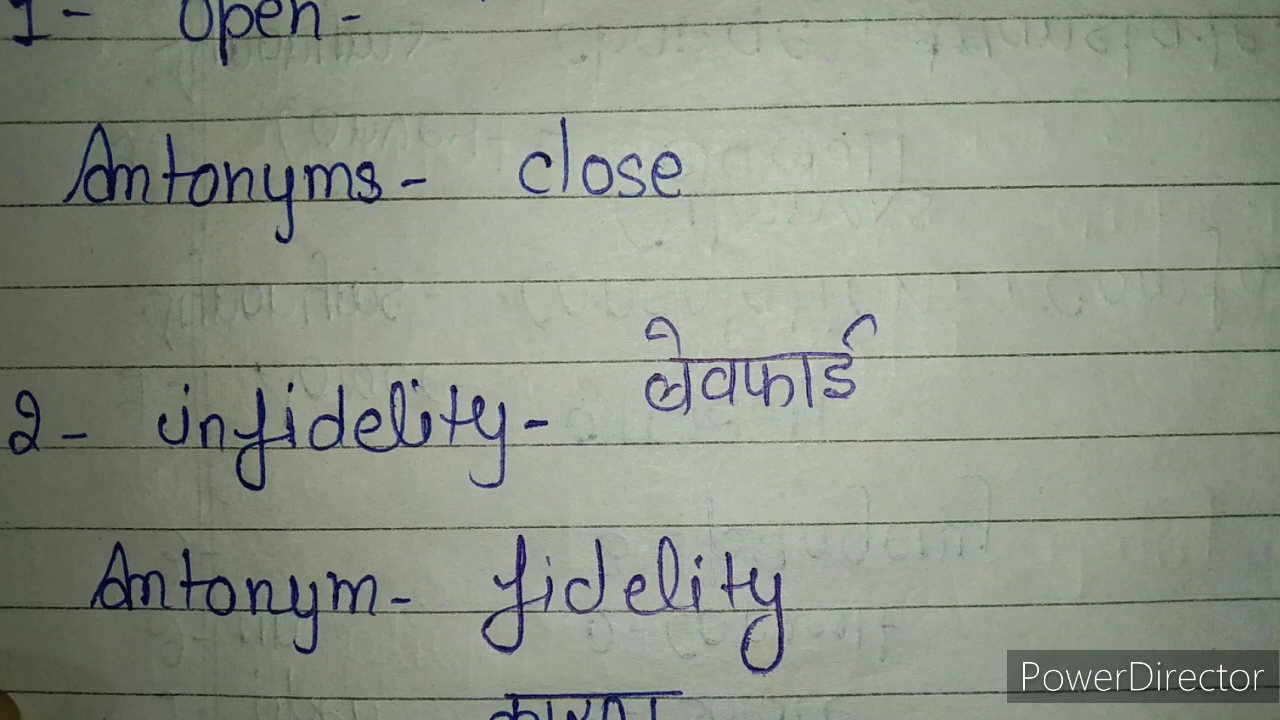 1- Open-
Antonyms- close
बेवफाई
2- infidelity-
Antonym- fidelity
PowerDirector